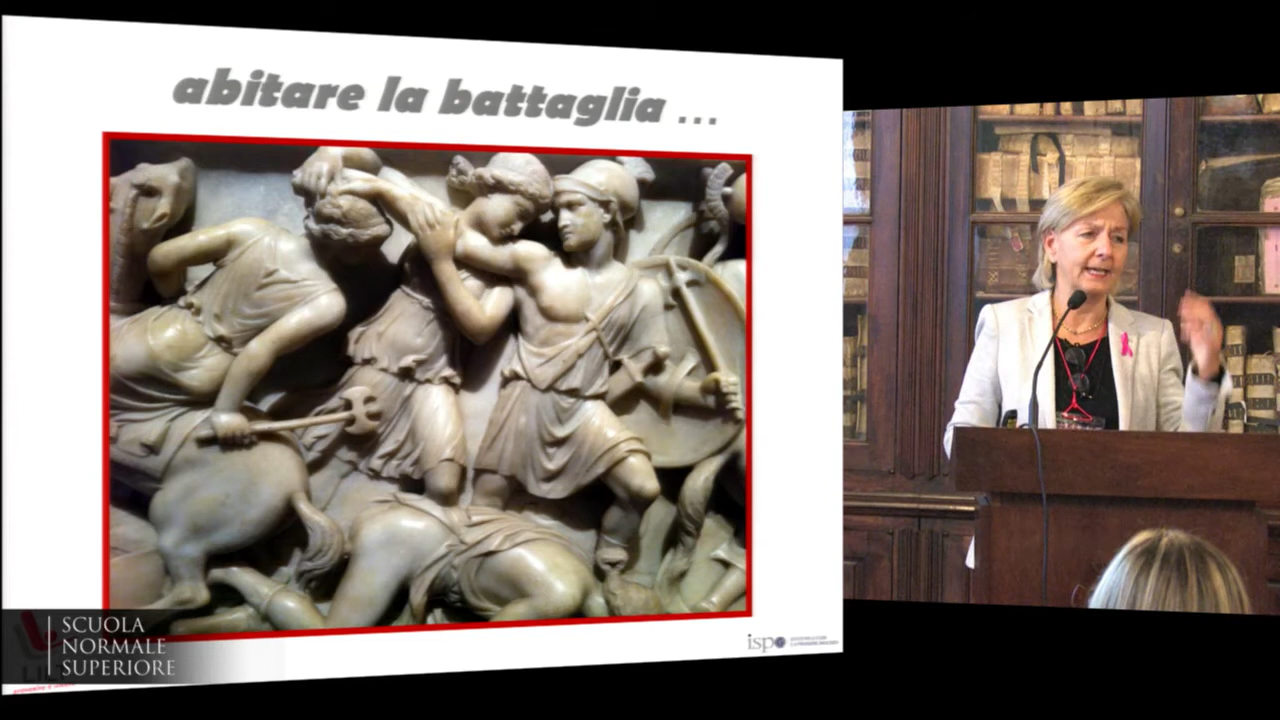 abitare la battaglia ...
SCUOLA
NORMALE
SUPERIORE
ispo